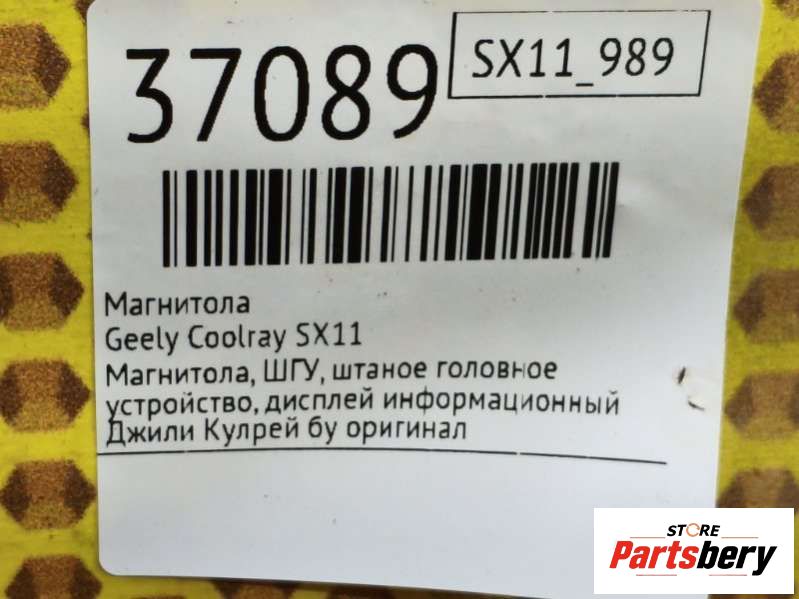 37089
SX11_989
Магнитола
Geely Coolray SX11
Магнитола, ШГУ, штаное головное
устройство, дисплей информационный
Джили Кулрей бу оригинал
STORE
Partsbery